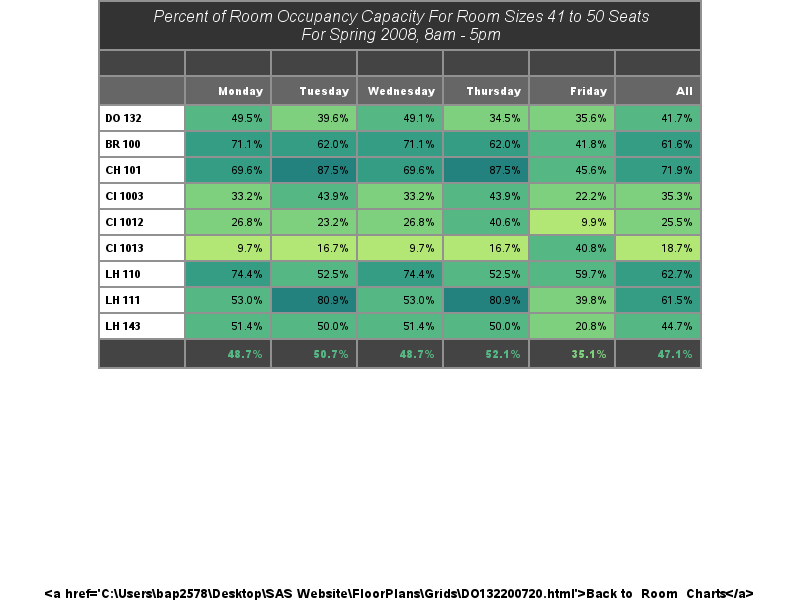 Percent of Room Occupancy Capacity For Room Sizes 41 to 50 Seats
For Spring 2008, 8am - 5pm
Monday Tuesday Wednesday Thursday Friday All
DO 132 49.5% 39.6% 49.1% 34.5% 35.6% 41.7%
BR 100 71.1% 62.0% 71.1% 62.0% 41.8% 61.6%
CH 101 69.6% 87.5% 69.6% 87.5% 45.6% 71.9%
CI 1003 33.2% 43.9% 33.2% 43.9% 22.2% 35.3%
CI 1012 26.8% 23.2% 26.8% 40.6% 9.9% 25.5%
CI 1013 9.7% 16.7% 9.7% 16.7% 40.8% 18.7%
LH 110 74.4% 52.5% 74.4% 52.5% 59.7% 62.7%
LH 111 53.0% 80.9% 53.0% 80.9% 39.8% 61.5%
LH 143 51.4% 50.0% 51.4% 50.0% 20.8% 44.7%
48.7% 50.7% 48.7% 52.1% 35.1% 47.1%
<a href='C:\Users\bap2578\Desktop\SAS Website\FloorPlans\Grids\DO132200720.html'>Back to Room Charts</a>